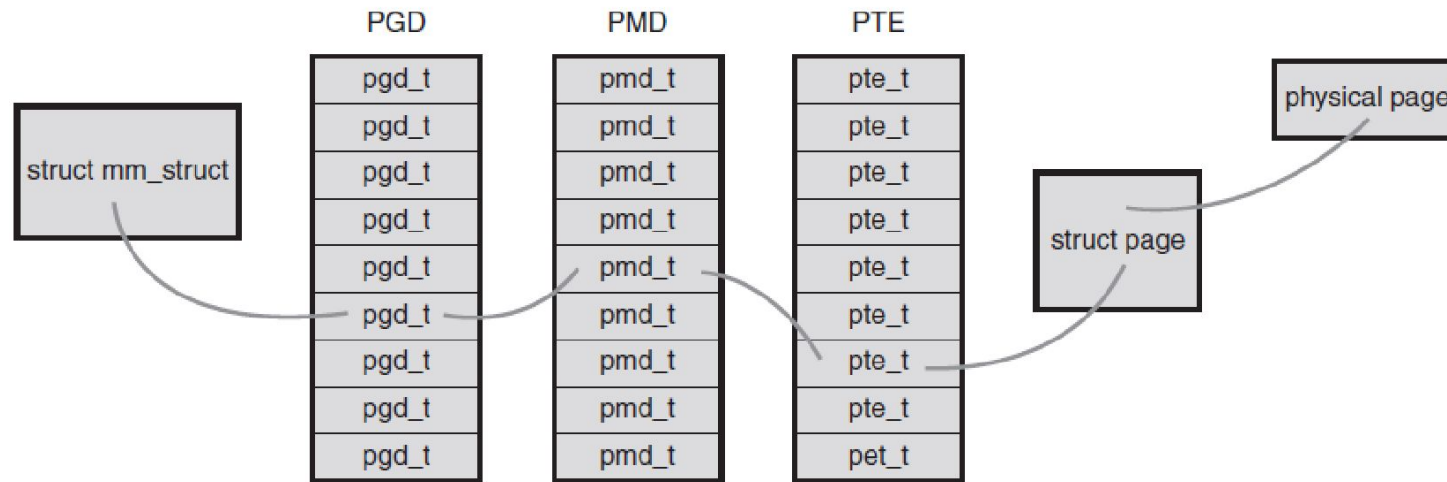 PGD
PMD
PTE
struct mm_struct
pgd_t
pgd_t
pgd_t
pgd_t
pgd_t
pgd_t
pgd_t
pgd_t
pgd_t
pmd_t
pmd_t
pmd_t
pmd_t
pmd_t
pmd_t
pmd_t
pmd_t
pmd_t
pte_t
pte_t
pte_t
pte_t
pte_t
pte_t
pte_t
pte_t
pet_t
struct page
physical page